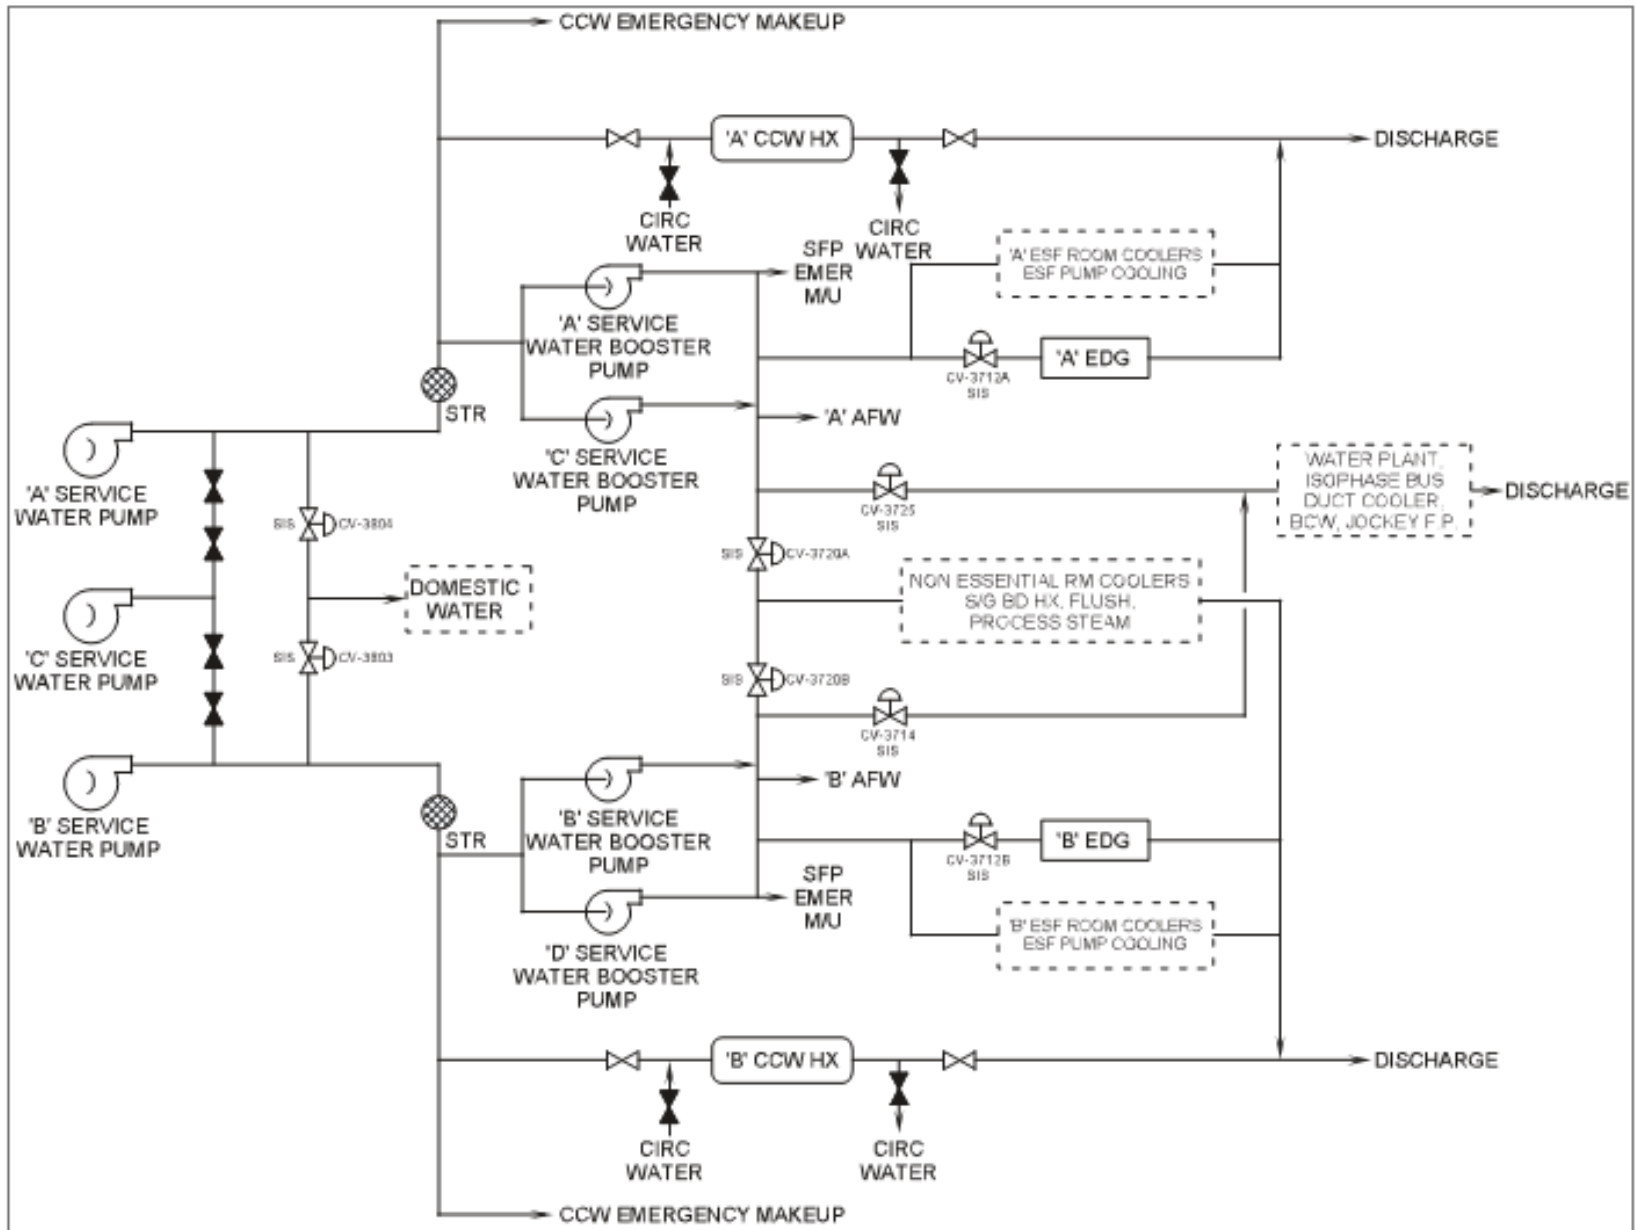 CCW EMERGENCY MAKEUP
'A' CCW HX
DISCHARGE
CIRC
WATER
CIRC
WATER
SFP
EMER
M/U
'A' ESF ROOM COOLERS
ESF PUMP COOLING
'A' SERVICE
WATER BOOSTER
PUMP
CV-3712A
SIS
'A' EDG
STR
'A' AFW
'A' SERVICE
WATER PUMP
'C' SERVICE
WATER BOOSTER
PUMP
CV-3725
SIS
WATER PLANT,
ISOPHASE BUS
DUCT COOLER,
BCW, JOCKEY F.P.
DISCHARGE
SIS
CV-3804
SIS
CV-3720A
DOMESTIC
WATER
NON ESSENTIAL RM COOLERS
S/G BD HX, FLUSH,
PROCESS STEAM
'C' SERVICE
WATER PUMP
SIS
CV-3803
SIS
CV-3720B
CV-3714
SIS
'B' AFW
'B' SERVICE
WATER PUMP
STR
'B' SERVICE
WATER BOOSTER
PUMP
CV-3712B
SIS
'B' EDG
SFP
EMER
M/U
'B' ESF ROOM COOLERS
ESF PUMP COOLING
'D' SERVICE
WATER BOOSTER
PUMP
'B' CCW HX
DISCHARGE
CIRC
WATER
CIRC
WATER
CCW EMERGENCY MAKEUP